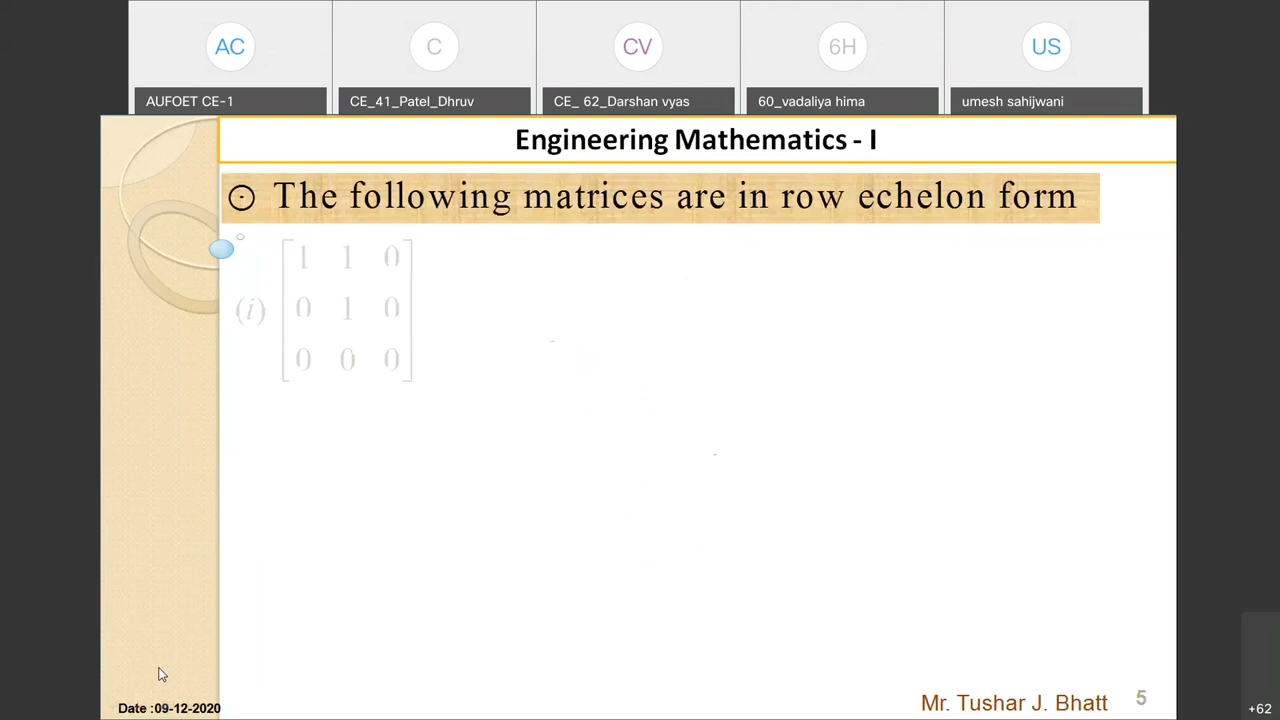 AC C CV 6H US
AUFOET CE-1 CE_41_Patel_Dhruv CE_ 62_Darshan vyas 60_vadaliya hima umesh sahijwani
Engineering Mathematics - I
⊙ The following matrices are in row echelon form
1 1 0
(i) 0 1 0
0 0 0
Date :09-12-2020 Mr. Tushar J. Bhatt 5
+62